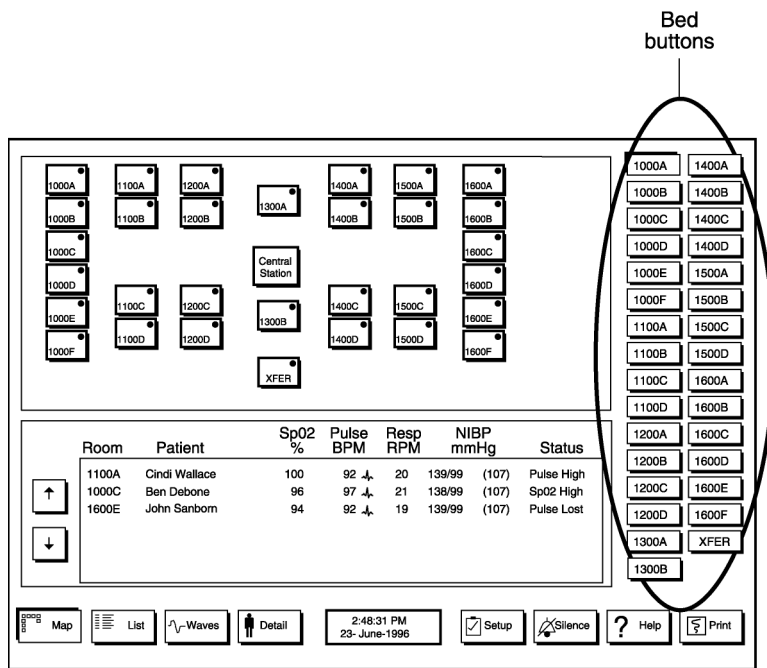 Bed
buttons
1000A 1100A 1200A 1300A 1400A 1500A 1600A
1000B 1100B 1200B 1400B 1500B 1600B
1000C Central Station 1600C
1000D 1600D
1000E 1100C 1200C 1300B 1400C 1500C 1600E
1000F 1100D 1200D 1400D 1500D 1600F
XFER
1000A 1400A
1000B 1400B
1000C 1400C
1000D 1400D
1000E 1500A
1000F 1500B
1100A 1500C
1100B 1500D
1100C 1600A
1100D 1600B
1200A 1600C
1200B 1600D
1200C 1600E
1200D 1600F
1300A XFER
1300B
Room Patient Sp02 % Pulse BPM Resp RPM NIBP mmHg Status
1100A Cindi Wallace 100 92 20 139/99 (107) Pulse High
1000C Ben Debone 96 97 21 138/99 (107) Sp02 High
1600E John Sanborn 94 92 19 139/99 (107) Pulse Lost
Map List Waves Detail 2:48:31 PM Setup Silence ? Help Print
23- June-1996